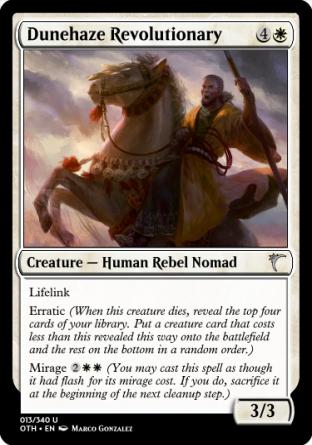 Dunehaze Revolutionary 4
Creature — Human Rebel Nomad
Lifelink
Erratic (When this creature dies, reveal the top four
cards of your library. Put a creature card that costs
less than this revealed this way onto the battlefield
and the rest on the bottom in a random order.)
Mirage 2 (You may cast this spell as though
it had flash for its mirage cost. If you do, sacrifice it
at the beginning of the next cleanup step.)
3/3
013/340 U
OTH • EN Marco Gonzalez